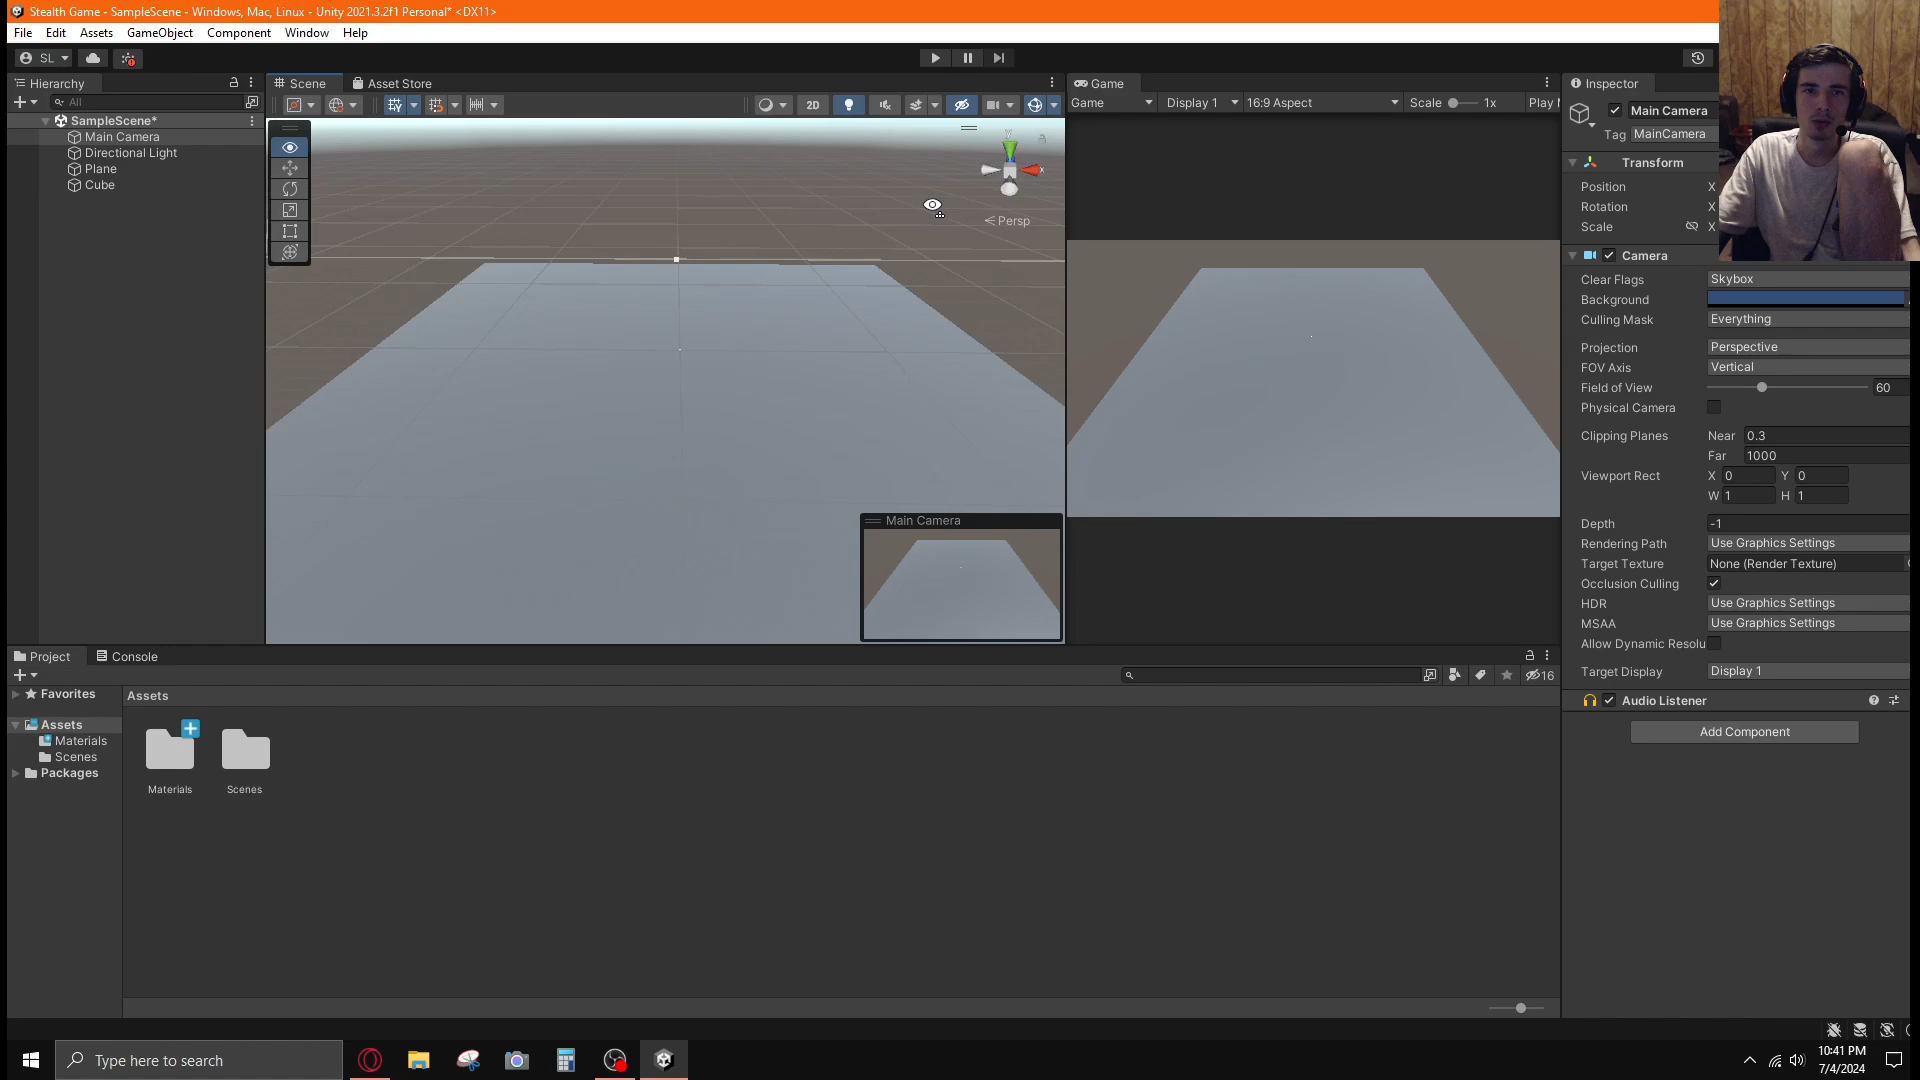 Stealth Game - SampleScene - Windows, Mac, Linux - Unity 2021.3.2f1 Personal* <DX11>
File Edit Assets GameObject Component Window Help
SL
Hierarchy
All
SampleScene*
Main Camera
Directional Light
Plane
Cube
Scene Asset Store
2D
y
x
Persp
Main Camera
Game
Game Display 1 16:9 Aspect Scale 1x Play
Inspector
Main Camera
Tag MainCamera
Transform
Position X
Rotation X
Scale X
Camera
Clear Flags Skybox
Background
Culling Mask Everything
Projection Perspective
FOV Axis Vertical
Field of View 60
Physical Camera
Clipping Planes Near 0.3
Far 1000
Viewport Rect X 0 Y 0
W 1 H 1
Depth -1
Rendering Path Use Graphics Settings
Target Texture None (Render Texture)
Occlusion Culling
HDR Use Graphics Settings
MSAA Use Graphics Settings
Allow Dynamic Resolu
Target Display Display 1
Audio Listener
Add Component
Project Console
16
Favorites
Assets
Materials
Scenes
Packages
Assets
Materials
Scenes
Type here to search
10:41 PM
7/4/2024